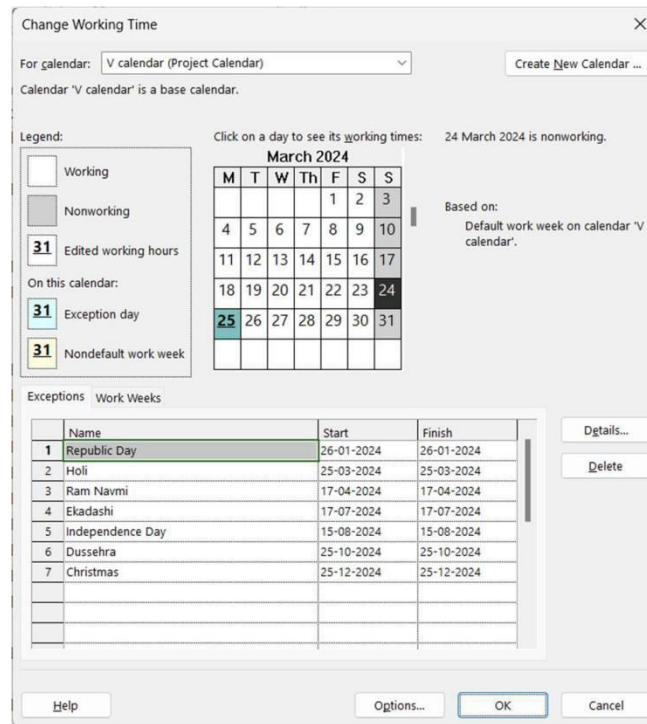 Change Working Time
For calendar: V calendar (Project Calendar)
Create New Calendar ...
Calendar 'V calendar' is a base calendar.
Legend:
Working
Nonworking
31 Edited working hours
On this calendar:
31 Exception day
31 Nondefault work week
Click on a day to see its working times:
March 2024
M T W Th F S S
1 2 3
4 5 6 7 8 9 10
11 12 13 14 15 16 17
18 19 20 21 22 23 24
25 26 27 28 29 30 31
24 March 2024 is nonworking.
Based on:
Default work week on calendar 'V
calendar'.
Exceptions Work Weeks
Name Start Finish
1 Republic Day 26-01-2024 26-01-2024
2 Holi 25-03-2024 25-03-2024
3 Ram Navmi 17-04-2024 17-04-2024
4 Ekadashi 17-07-2024 17-07-2024
5 Independence Day 15-08-2024 15-08-2024
6 Dussehra 25-10-2024 25-10-2024
7 Christmas 25-12-2024 25-12-2024
Details...
Delete
Help
Options...
OK
Cancel